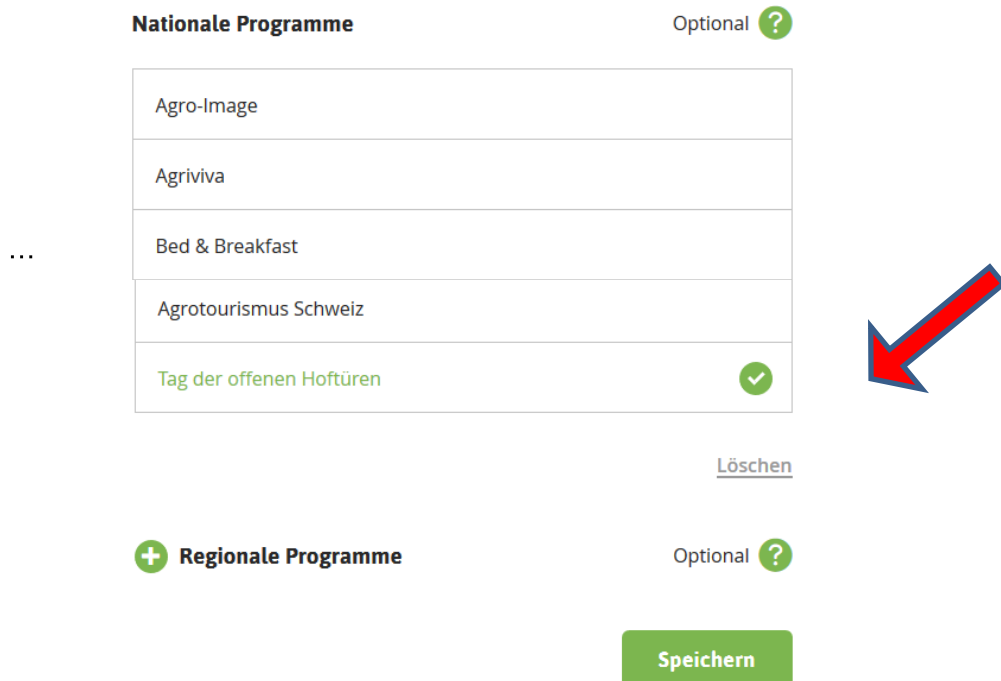 Nationale Programme Optional ?
Agro-Image
Agriviva
Bed & Breakfast
...
Agrotourismus Schweiz
Tag der offenen Hoftüren
Löschen
Regionale Programme Optional ?
Speichern